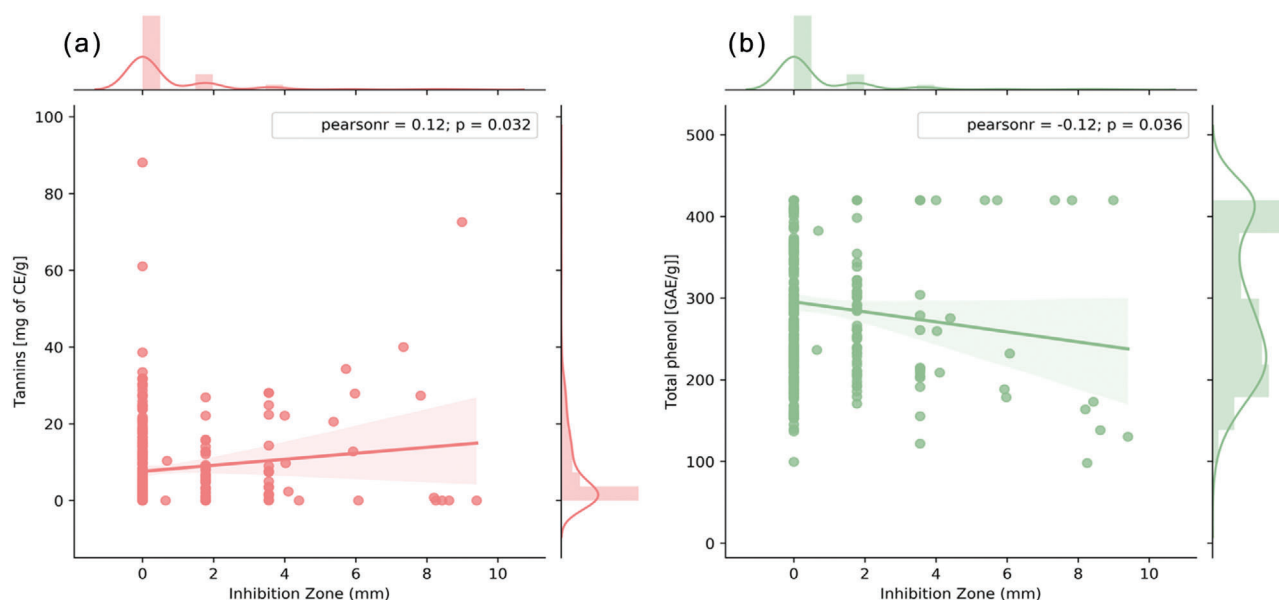 (a)
pearsonr = 0.12; p = 0.032
100
80
60
40
20
0
Tannins [mg of CE/g]
0 2 4 6 8 10
Inhibition Zone (mm)
(b)
pearsonr = -0.12; p = 0.036
500
400
300
200
100
0
Total phenol [GAE/g]]
0 2 4 6 8 10
Inhibition Zone (mm)